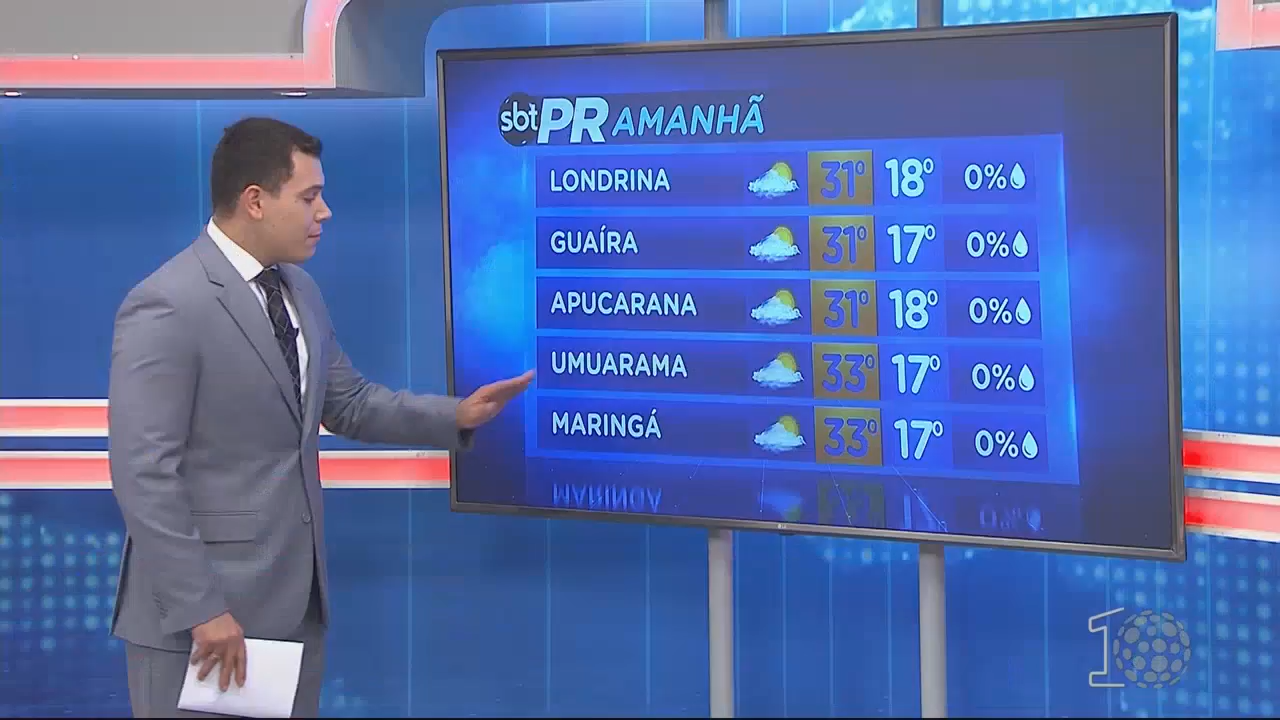 sbt PR AMANHÃ
LONDRINA 31° 18° 0%
GUAÍRA 31° 17° 0%
APUCARANA 31° 18° 0%
UMUARAMA 33° 17° 0%
MARINGÁ 33° 17° 0%
1